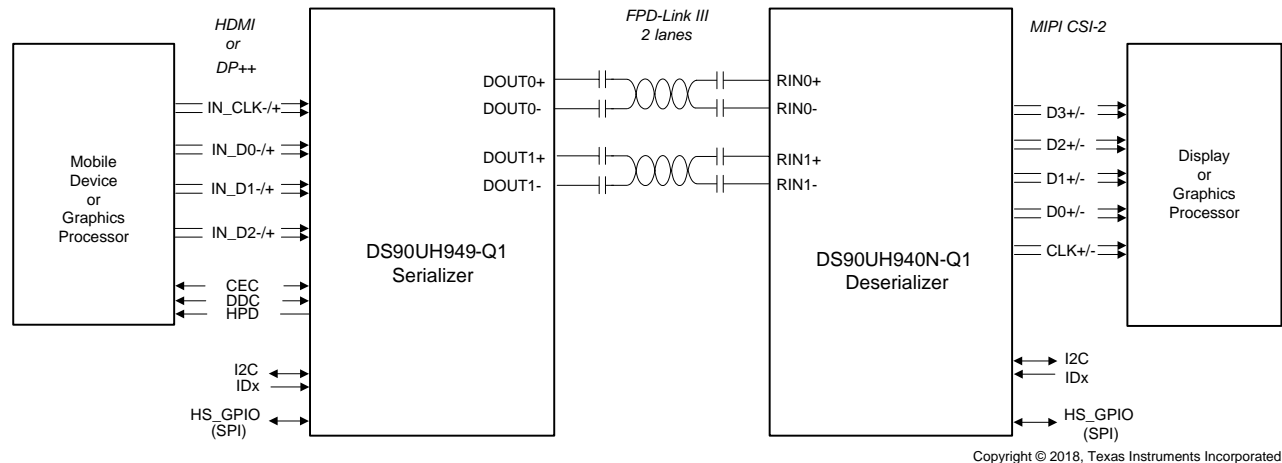 HDMI
or
DP++
FPD-Link III
2 lanes
MIPI CSI-2
Mobile
Device
or
Graphics
Processor
IN_CLK-/+
IN_D0-/+
IN_D1-/+
IN_D2-/+
CEC
DDC
HPD
I2C
IDx
HS_GPIO
(SPI)
DOUT0+
DOUT0-
DOUT1+
DOUT1-
DS90UH949-Q1
Serializer
RIN0+
RIN0-
RIN1+
RIN1-
DS90UH940N-Q1
Deserializer
D3+/-
D2+/-
D1+/-
D0+/-
CLK+/-
I2C
IDx
HS_GPIO
(SPI)
Display
or
Graphics
Processor
Copyright © 2018, Texas Instruments Incorporated